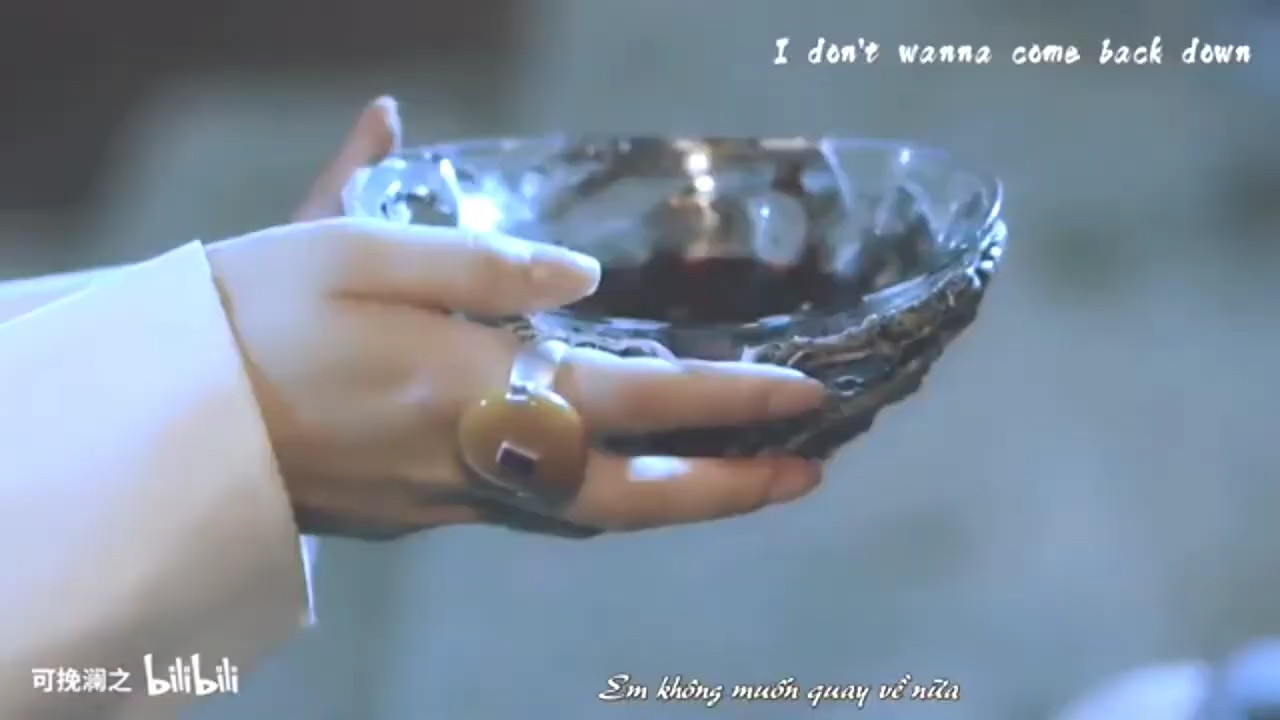 I don't wanna come back down
可挽澜之 bilibili
Em không muốn quay về nữa